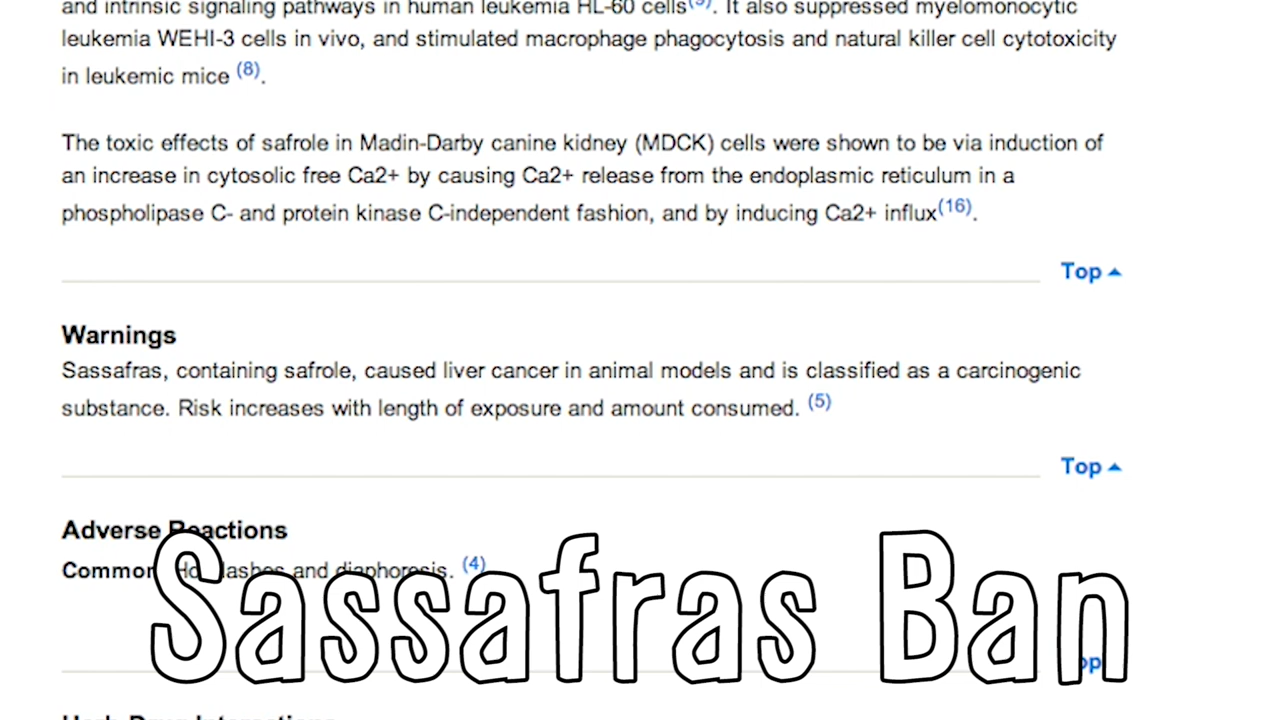 and intrinsic signaling pathways in human leukemia HL-60 cells. It also suppressed myelomonocytic
leukemia WEHI-3 cells in vivo, and stimulated macrophage phagocytosis and natural killer cell cytotoxicity
in leukemic mice (8).
The toxic effects of safrole in Madin-Darby canine kidney (MDCK) cells were shown to be via induction of
an increase in cytosolic free Ca2+ by causing Ca2+ release from the endoplasmic reticulum in a
phospholipase C- and protein kinase C-independent fashion, and by inducing Ca2+ influx(16).
Top
Warnings
Sassafras, containing safrole, caused liver cancer in animal models and is classified as a carcinogenic
substance. Risk increases with length of exposure and amount consumed. (5)
Top
Adverse Reactions
and diaphoresis. (4)
Sassafras Ban